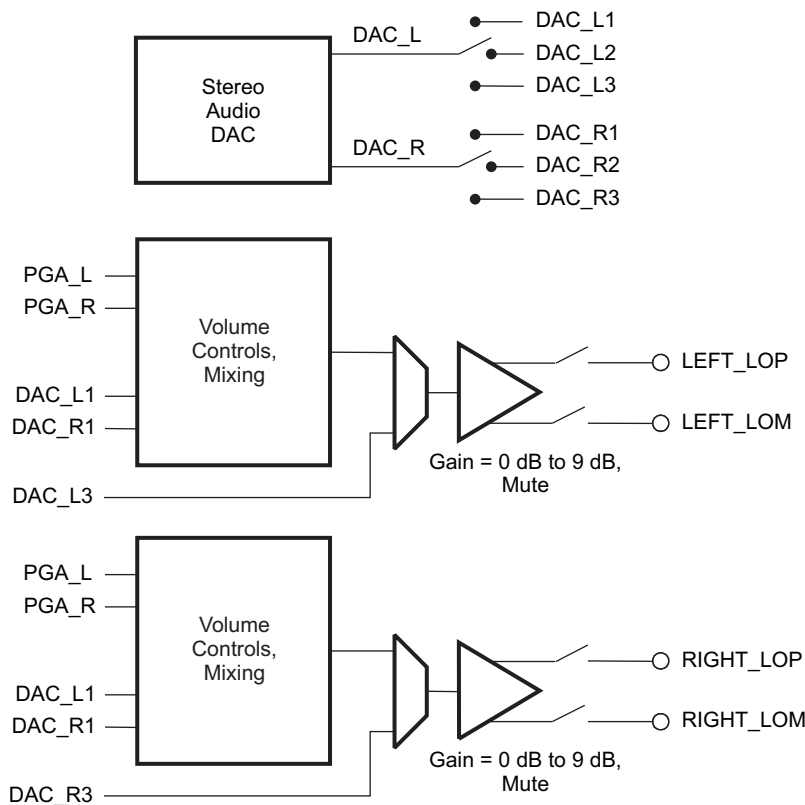 DAC_L
DAC_L1
DAC_L2
DAC_L3
Stereo
Audio
DAC
DAC_R
DAC_R1
DAC_R2
DAC_R3
PGA_L
PGA_R
DAC_L1
DAC_R1
DAC_L3
Volume
Controls,
Mixing
LEFT_LOP
LEFT_LOM
Gain = 0 dB to 9 dB,
Mute
PGA_L
PGA_R
DAC_L1
DAC_R1
DAC_R3
Volume
Controls,
Mixing
RIGHT_LOP
RIGHT_LOM
Gain = 0 dB to 9 dB,
Mute